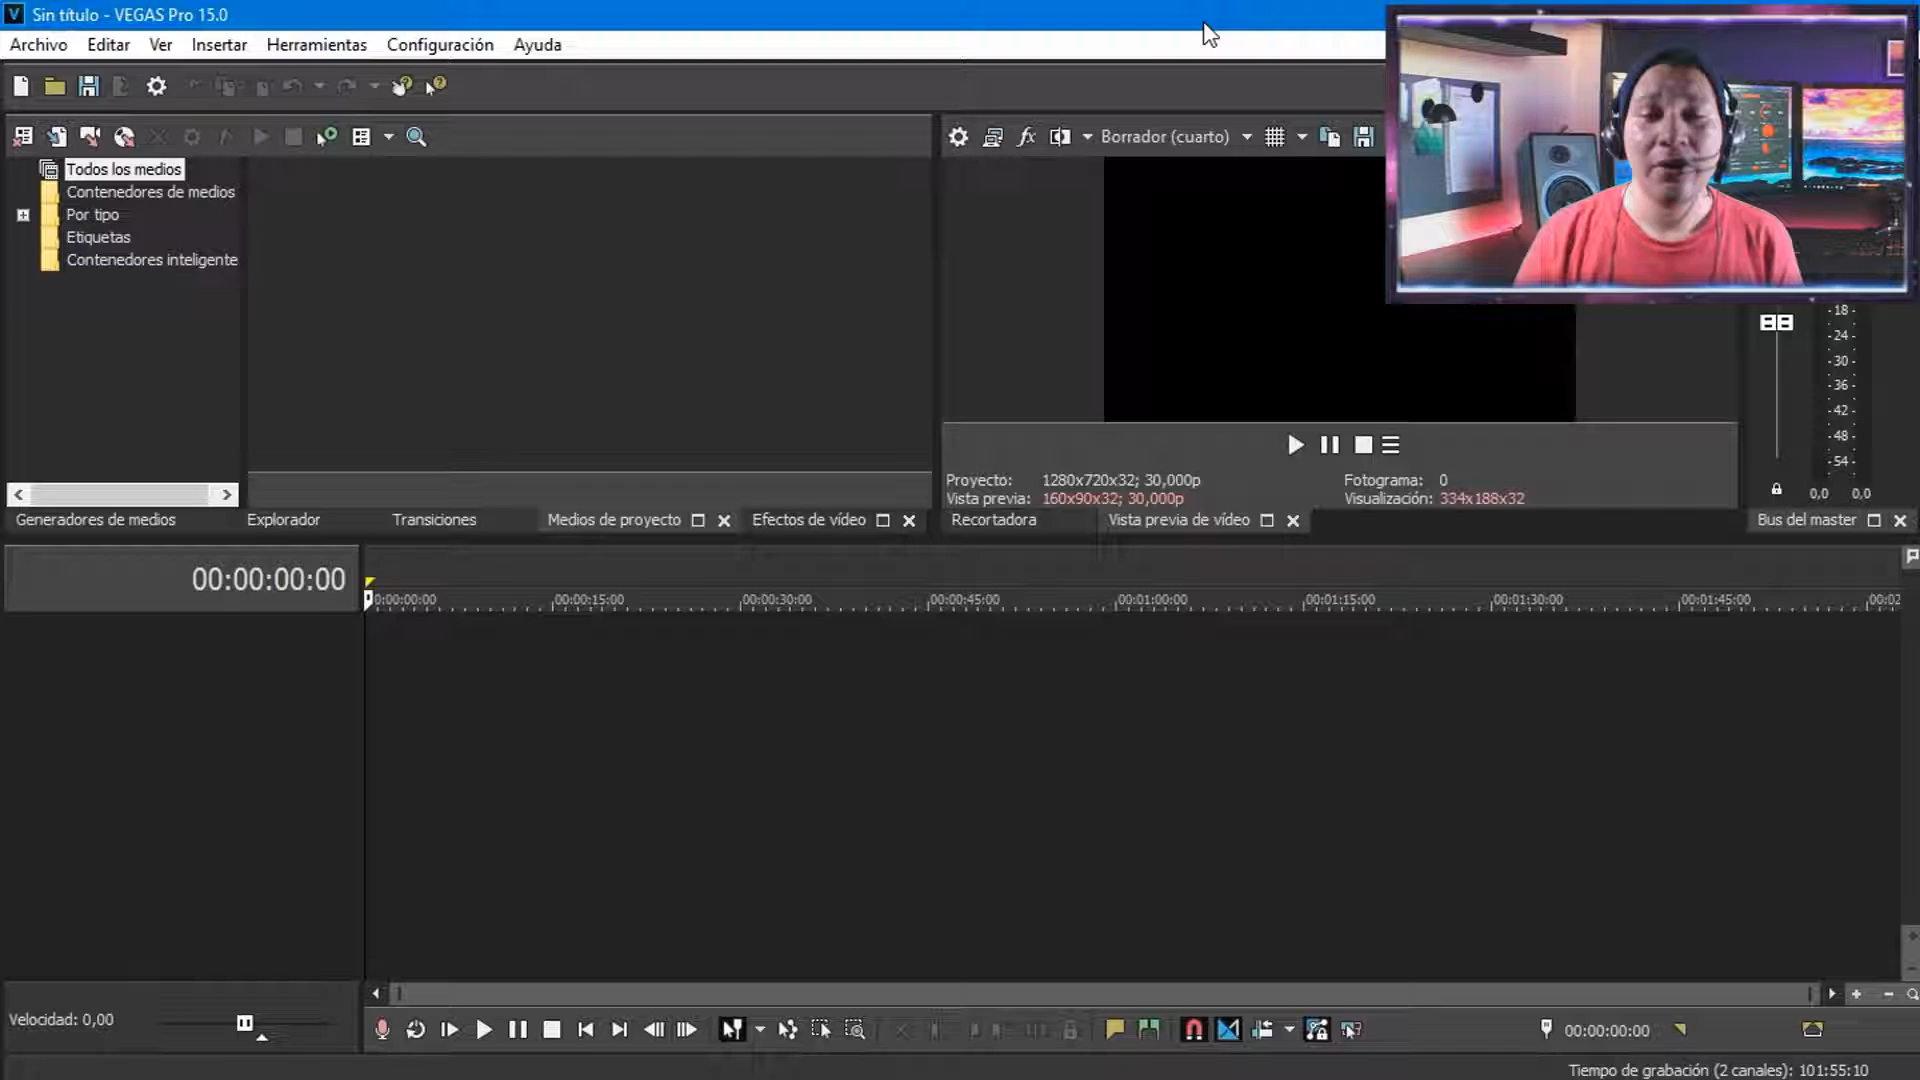 Sin título - VEGAS Pro 15.0
Archivo Editar Ver Insertar Herramientas Configuración Ayuda
Borrador (cuarto)
Todos los medios
Contenedores de medios
Por tipo
Etiquetas
Contenedores inteligente
-18-
-24-
-30-
-36-
-42-
-48-
-54-
0,0 0,0
Proyecto: 1280x720x32; 30,000p Fotograma: 0
Vista previa: 160x90x32; 30,000p Visualización: 334x188x32
Generadores de medios Explorador Transiciones Medios de proyecto Efectos de vídeo Recortadora Vista previa de vídeo Bus del master
00:00:00:00
0:00:00:00 00:00:15:00 00:00:30:00 00:00:45:00 00:01:00:00 00:01:15:00 00:01:30:00 00:01:45:00 00:02
Velocidad: 0,00
00:00:00:00
Tiempo de grabación (2 canales): 101:55:10